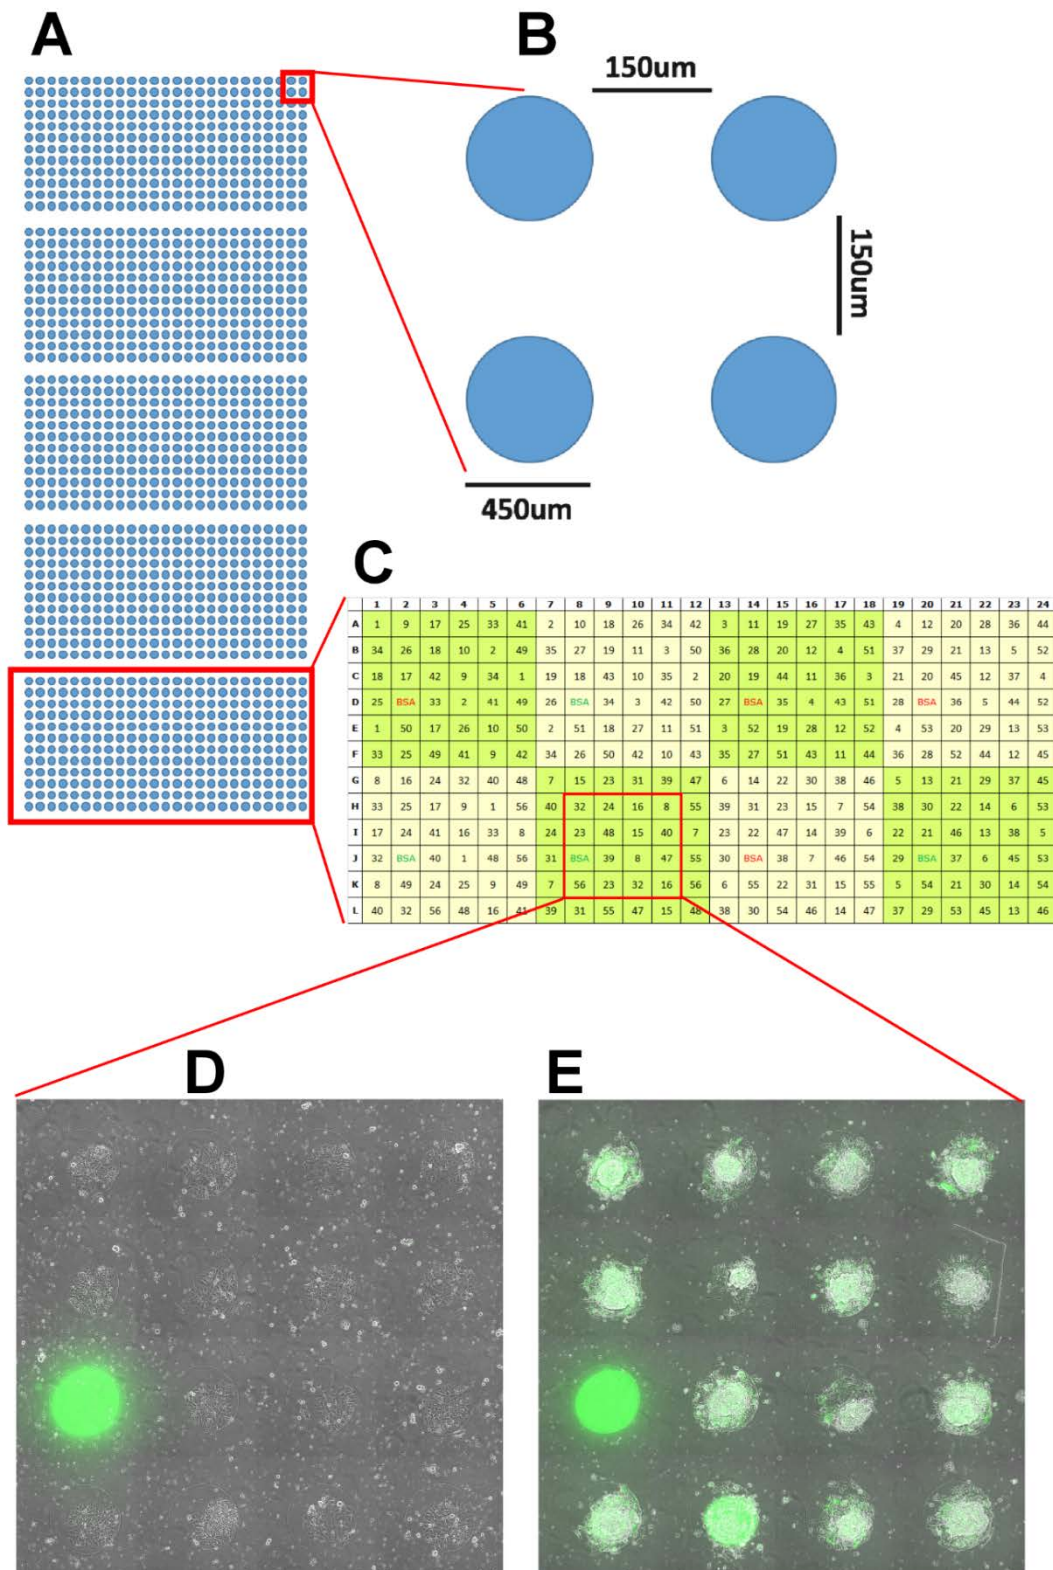 A
B
150um
150um
450um
C
1 2 3 4 5 6 7 8 9 10 11 12 13 14 15 16 17 18 19 20 21 22 23 24
A 1 9 17 25 33 41 2 10 18 26 34 42 3 11 19 27 35 43 4 12 20 28 36 44
B 34 26 18 10 2 49 35 27 19 11 3 50 36 28 20 12 4 51 37 29 21 13 5 52
C 18 17 42 9 34 1 19 18 43 10 35 2 20 19 44 11 36 3 21 20 45 12 37 4
D 25 BSA 33 2 41 49 26 BSA 34 3 42 50 27 BSA 35 4 43 51 28 BSA 36 5 44 52
E 1 50 17 26 10 50 2 51 18 27 11 51 3 52 19 28 12 52 4 53 20 29 13 53
F 33 25 49 41 9 42 34 26 50 42 10 43 35 27 51 43 11 44 36 28 52 44 12 45
G 8 16 24 32 40 48 7 15 23 31 39 47 6 14 22 30 38 46 5 13 21 29 37 45
H 33 25 17 9 1 56 40 32 24 16 8 55 39 31 23 15 7 54 38 30 22 14 6 53
I 17 24 41 16 33 8 24 23 48 15 40 7 23 22 47 14 39 6 22 21 46 13 38 5
J 32 BSA 40 1 48 56 31 BSA 39 8 47 55 30 BSA 38 7 46 54 29 BSA 37 6 45 53
K 8 49 24 25 9 49 7 56 23 32 16 56 6 55 22 31 15 55 5 54 21 30 14 54
L 40 32 56 48 16 41 39 31 55 47 15 48 38 30 54 46 14 47 37 29 53 45 13 46
D
E